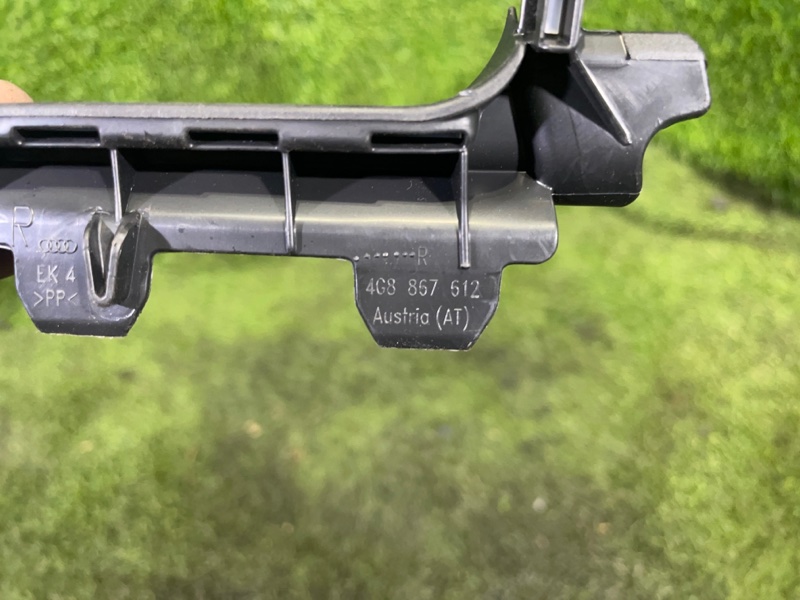 R
EK 4
>PP<
R
4G8 867 612
Austria (AT)